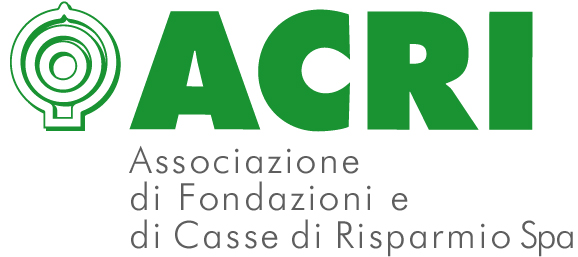 ACRI
Associazione
di Fondazioni e
di Casse di Risparmio Spa